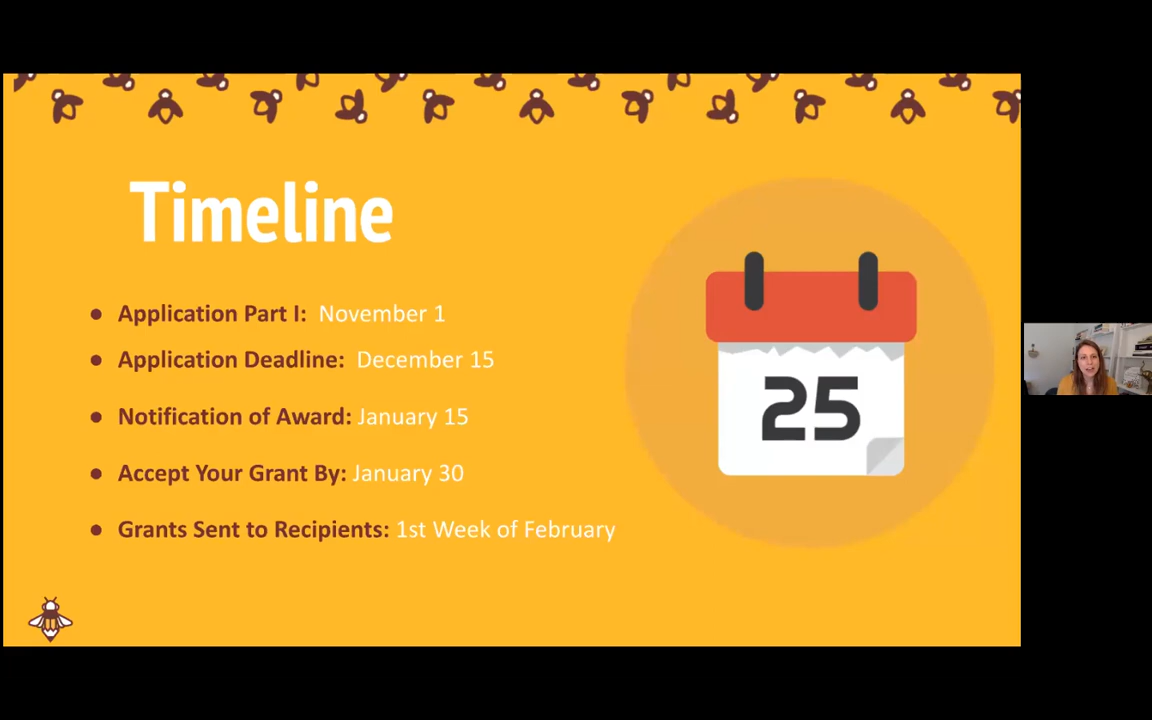 Timeline
● Application Part I: November 1
● Application Deadline: December 15
● Notification of Award: January 15
● Accept Your Grant By: January 30
● Grants Sent to Recipients: 1st Week of February
25